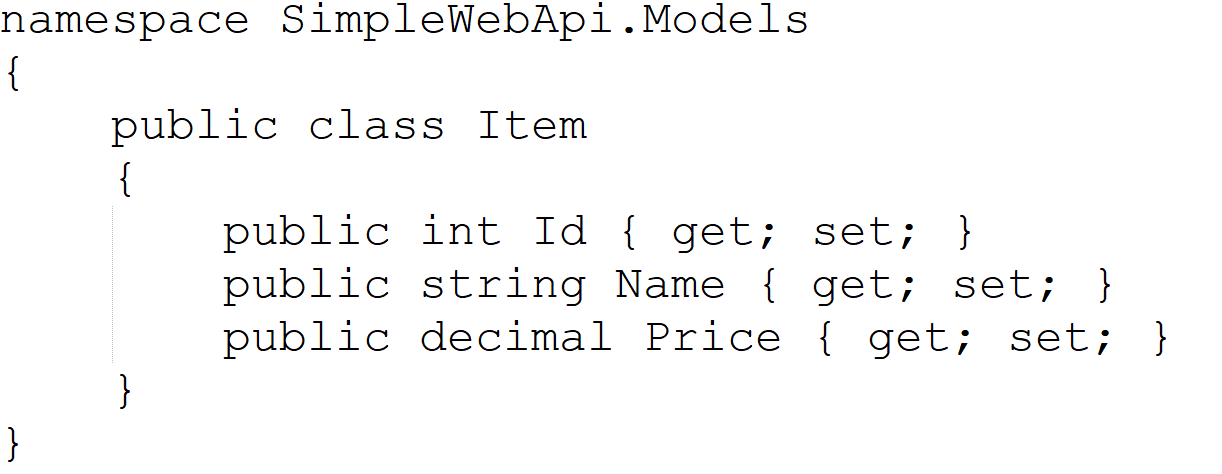 namespace SimpleWebApi.Models
{
    public class Item
    {
        public int Id { get; set; }
        public string Name { get; set; }
        public decimal Price { get; set; }
    }
}